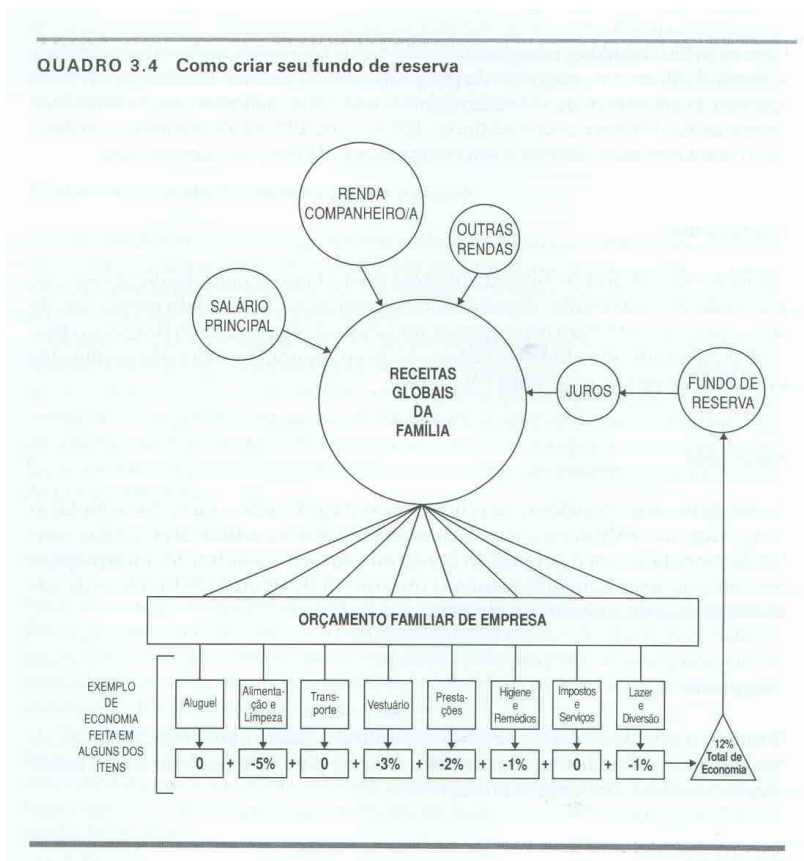 QUADRO 3.4 Como criar seu fundo de reserva
RENDA
COMPANHEIRO/A
OUTRAS
RENDAS
SALÁRIO
PRINCIPAL
RECEITAS
GLOBAIS
DA
FAMÍLIA
JUROS
FUNDO DE
RESERVA
ORÇAMENTO FAMILIAR DE EMPRESA
EXEMPLO
DE
ECONOMIA
FEITA EM
ALGUNS DOS
ITENS
Aluguel
Alimenta-
ção e
Limpeza
Trans-
porte
Vestuário
Presta-
ções
Higiene
e
Remédios
Impostos
e
Serviços
Lazer
e
Diversão
0 + -5% + 0 + -3% + -2% + -1% + 0 + -1%
12%
Total de
Economia